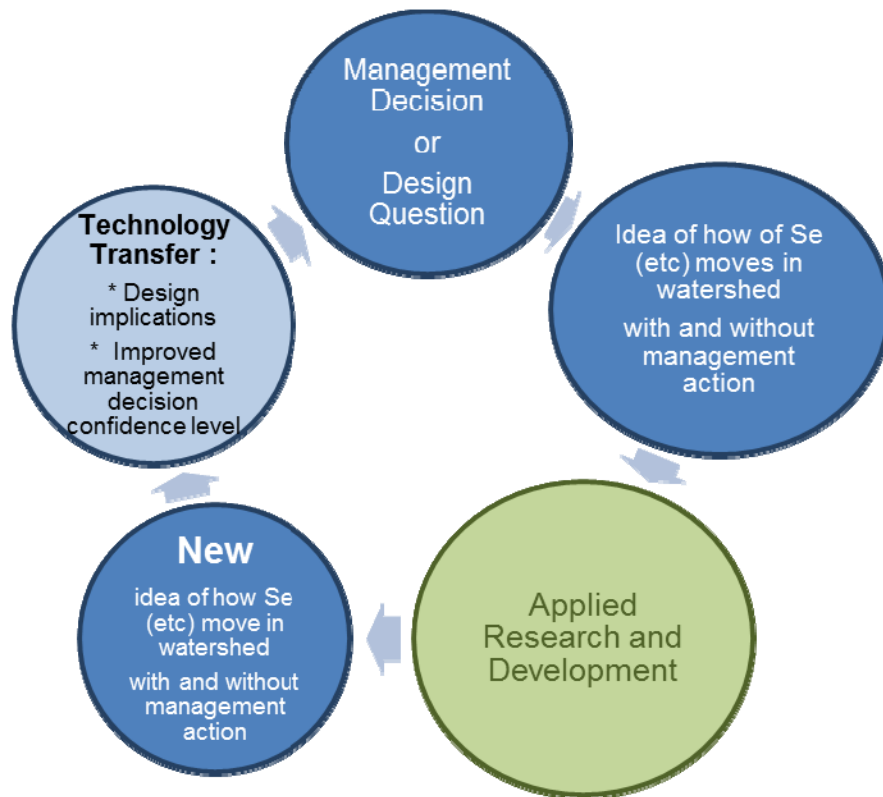 Management
Decision
or
Design
Question
Idea of how of Se
(etc) moves in
watershed
with and without
management
action
Applied
Research and
Development
New
idea of how Se
(etc) move in
watershed
with and without
management
action
Technology
Transfer :
* Design
implications
* Improved
management
decision
confidence level